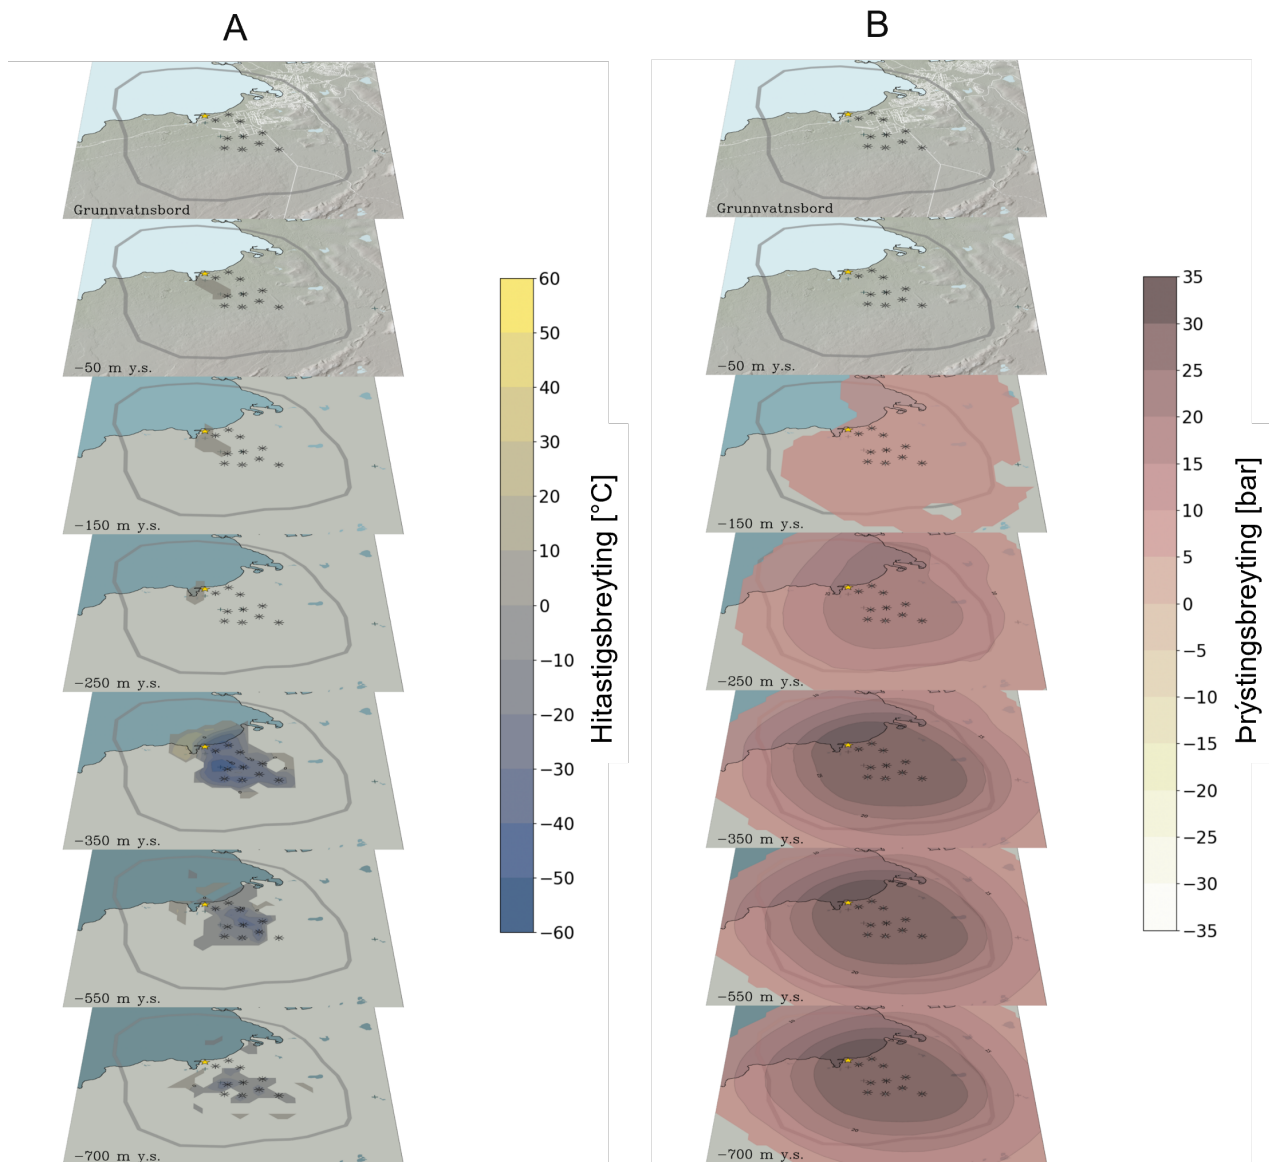 A
B
Grunnvatnsbord
-50 m y.s.
-150 m y.s.
-250 m y.s.
-350 m y.s.
-550 m y.s.
-700 m y.s.
60
50
40
30
20
10
0
−10
−20
−30
−40
−50
−60
Hitastigsbreyting [°C]
Grunnvatnsbord
-50 m y.s.
-150 m y.s.
-250 m y.s.
-350 m y.s.
-550 m y.s.
-700 m y.s.
35
30
25
20
15
10
5
0
−5
−10
−15
−20
−25
−30
−35
Þrýstingsbreyting [bar]